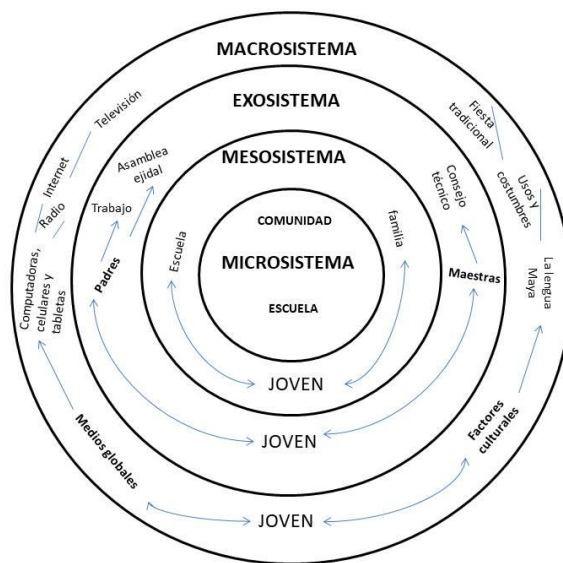 MACROSISTEMA
Televisión
Internet
Radio
Computadoras,
celulares y
tabletas
Medios globales
JOVEN
Fiesta
tradicional
Usos y
costumbres
La lengua
Maya
Factores
culturales
EXOSISTEMA
Asamblea
ejidal
Trabajo
Padres
JOVEN
Consejo
técnico
Maestras
MESOSISTEMA
Escuela
familia
JOVEN
COMUNIDAD
MICROSISTEMA
ESCUELA